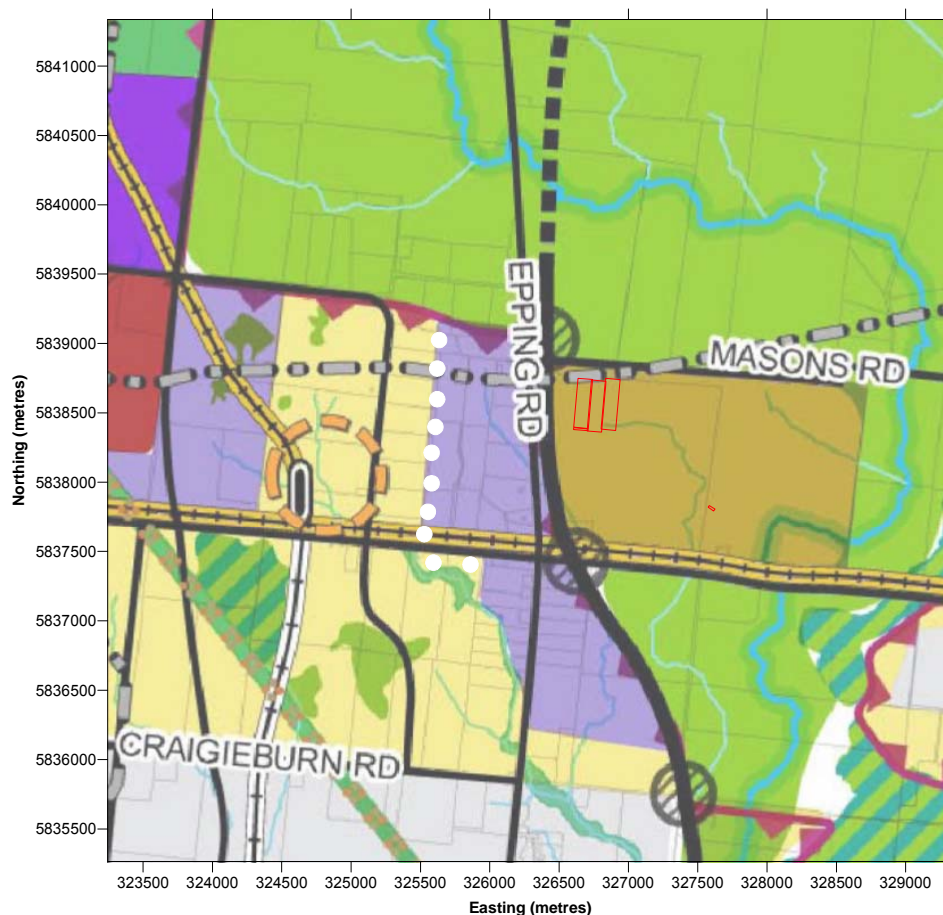 5841000
5840500
5840000
5839500
5839000
5838500
5838000
5837500
5837000
5836500
5836000
5835500
Northing (metres)
EPPING RD
MASONS RD
CRAIGIEBURN RD
323500 324000 324500 325000 325500 326000 326500 327000 327500 328000 328500 329000
Easting (metres)